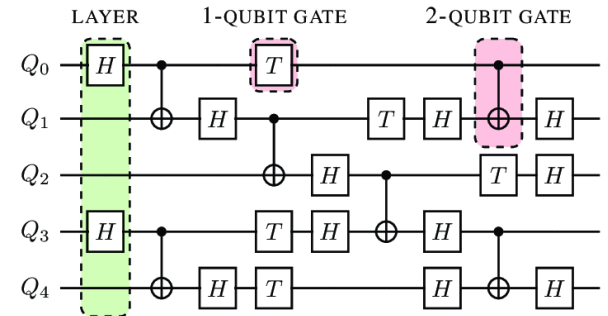 LAYER 1-QUBIT GATE 2-QUBIT GATE
Q₀ H T
Q₁ H T H H
Q₂ H T H
Q₃ H T H H
Q₄ H T H H